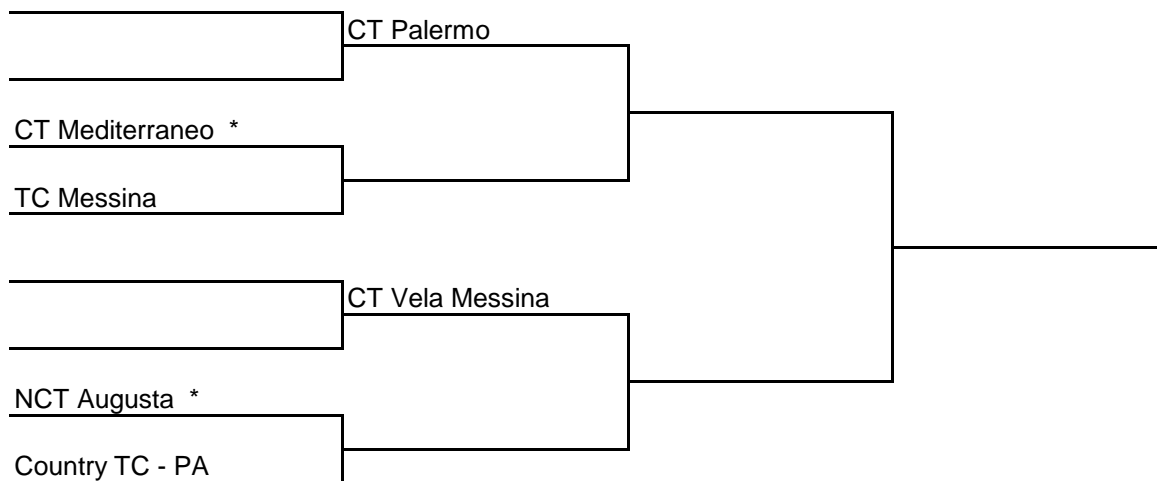 CT Palermo
CT Mediterraneo *
TC Messina
CT Vela Messina
NCT Augusta *
Country TC - PA